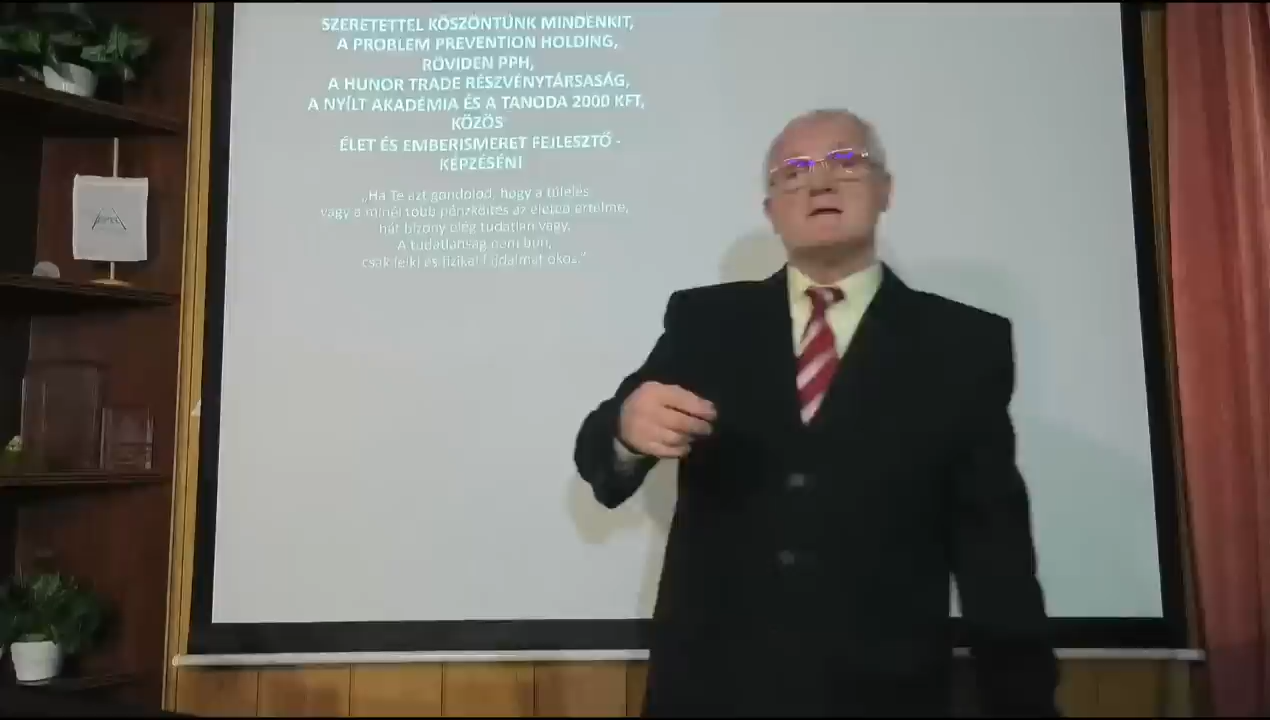 SZERETETTEL KÖSZÖNTÜNK MINDENKIT,
A PROBLEM PREVENTION HOLDING,
RÖVIDEN PPH,
A HUNOR TRADE RÉSZVÉNYTÁRSASÁG,
A NYÍLT AKADÉMIA ÉS A TANODA 2000 KFT,
KÖZÖS
ÉLET ÉS EMBERISMERET FEJLESZTŐ -
KÉPZÉSÉN!
„Ha Te azt gondolod, hogy a túlélés
vagy a minél több pénzköltés az életed értelme,
hát bizony elég tudatlan vagy.
A tudatlanság nem bűn,
csak lelki és fizikai fájdalmat okoz."